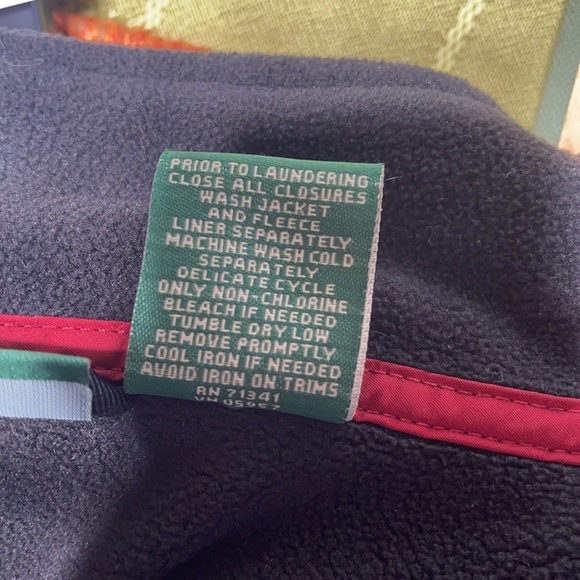 PRIOR TO LAUNDERING
CLOSE ALL CLOSURES
WASH JACKET
AND FLEECE
LINER SEPARATELY
MACHINE WASH COLD
SEPARATELY
DELICATE CYCLE
ONLY NON-CHLORINE
BLEACH IF NEEDED
TUMBLE DRY LOW
REMOVE PROMPTLY
COOL IRON IF NEEDED
AVOID IRON ON TRIMS
RN 71341